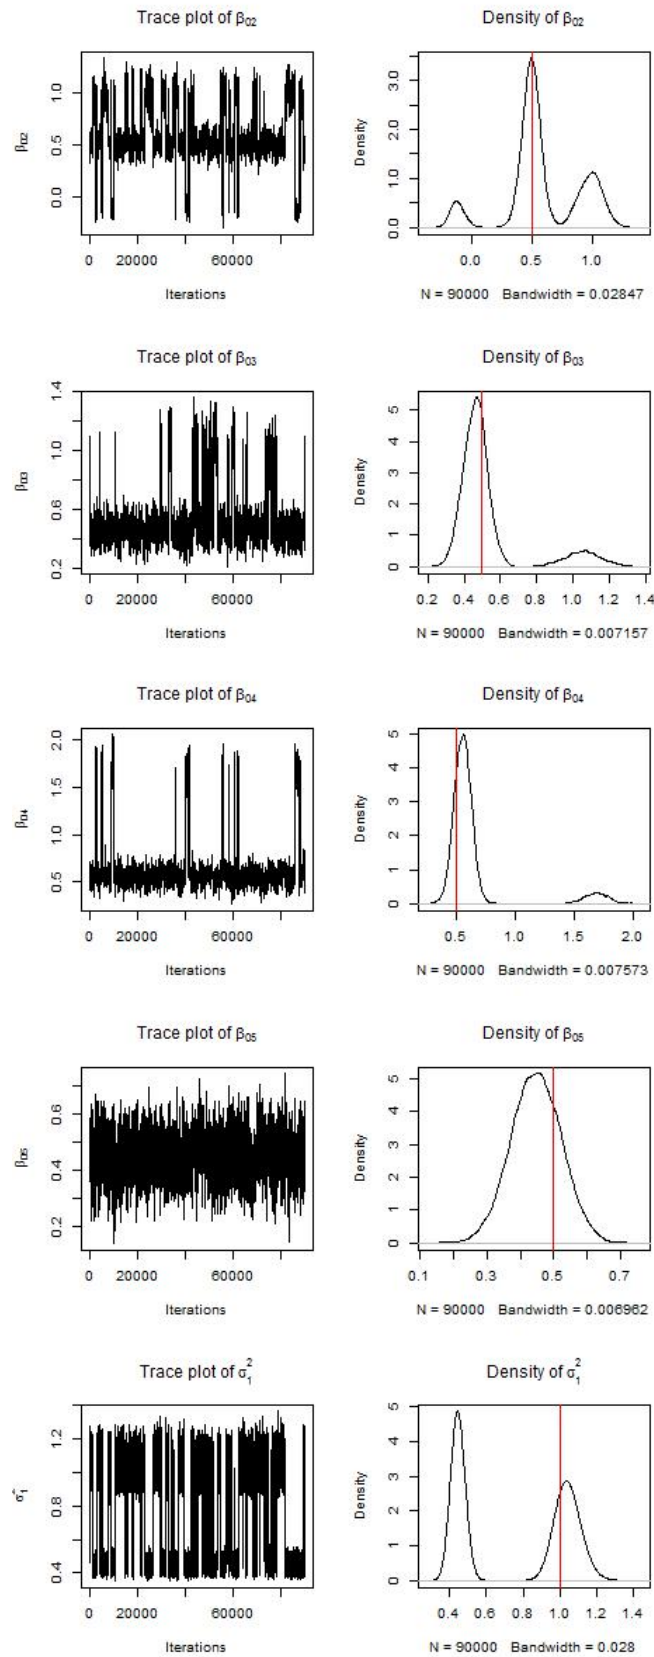 Trace plot of β02
Density of β02
β02
1.0
0.5
0.0
0 20000 60000
Iterations
Density
3.0
2.0
1.0
0.0
0.0 0.5 1.0
N = 90000 Bandwidth = 0.02847
Trace plot of β03
Density of β03
β03
1.4
1.0
0.6
0.2
0 20000 60000
Iterations
Density
5
4
3
2
1
0
0.2 0.4 0.6 0.8 1.0 1.2 1.4
N = 90000 Bandwidth = 0.007157
Trace plot of β04
Density of β04
β04
2.0
1.5
1.0
0.5
0 20000 60000
Iterations
Density
5
4
3
2
1
0
0.5 1.0 1.5 2.0
N = 90000 Bandwidth = 0.007573
Trace plot of β05
Density of β05
β05
0.6
0.4
0.2
0 20000 60000
Iterations
Density
5
4
3
2
1
0
0.1 0.3 0.5 0.7
N = 90000 Bandwidth = 0.006962
Trace plot of σ²₁
Density of σ²₁
σ²₁
1.2
0.8
0.4
0 20000 60000
Iterations
Density
5
4
3
2
1
0
0.4 0.6 0.8 1.0 1.2 1.4
N = 90000 Bandwidth = 0.028